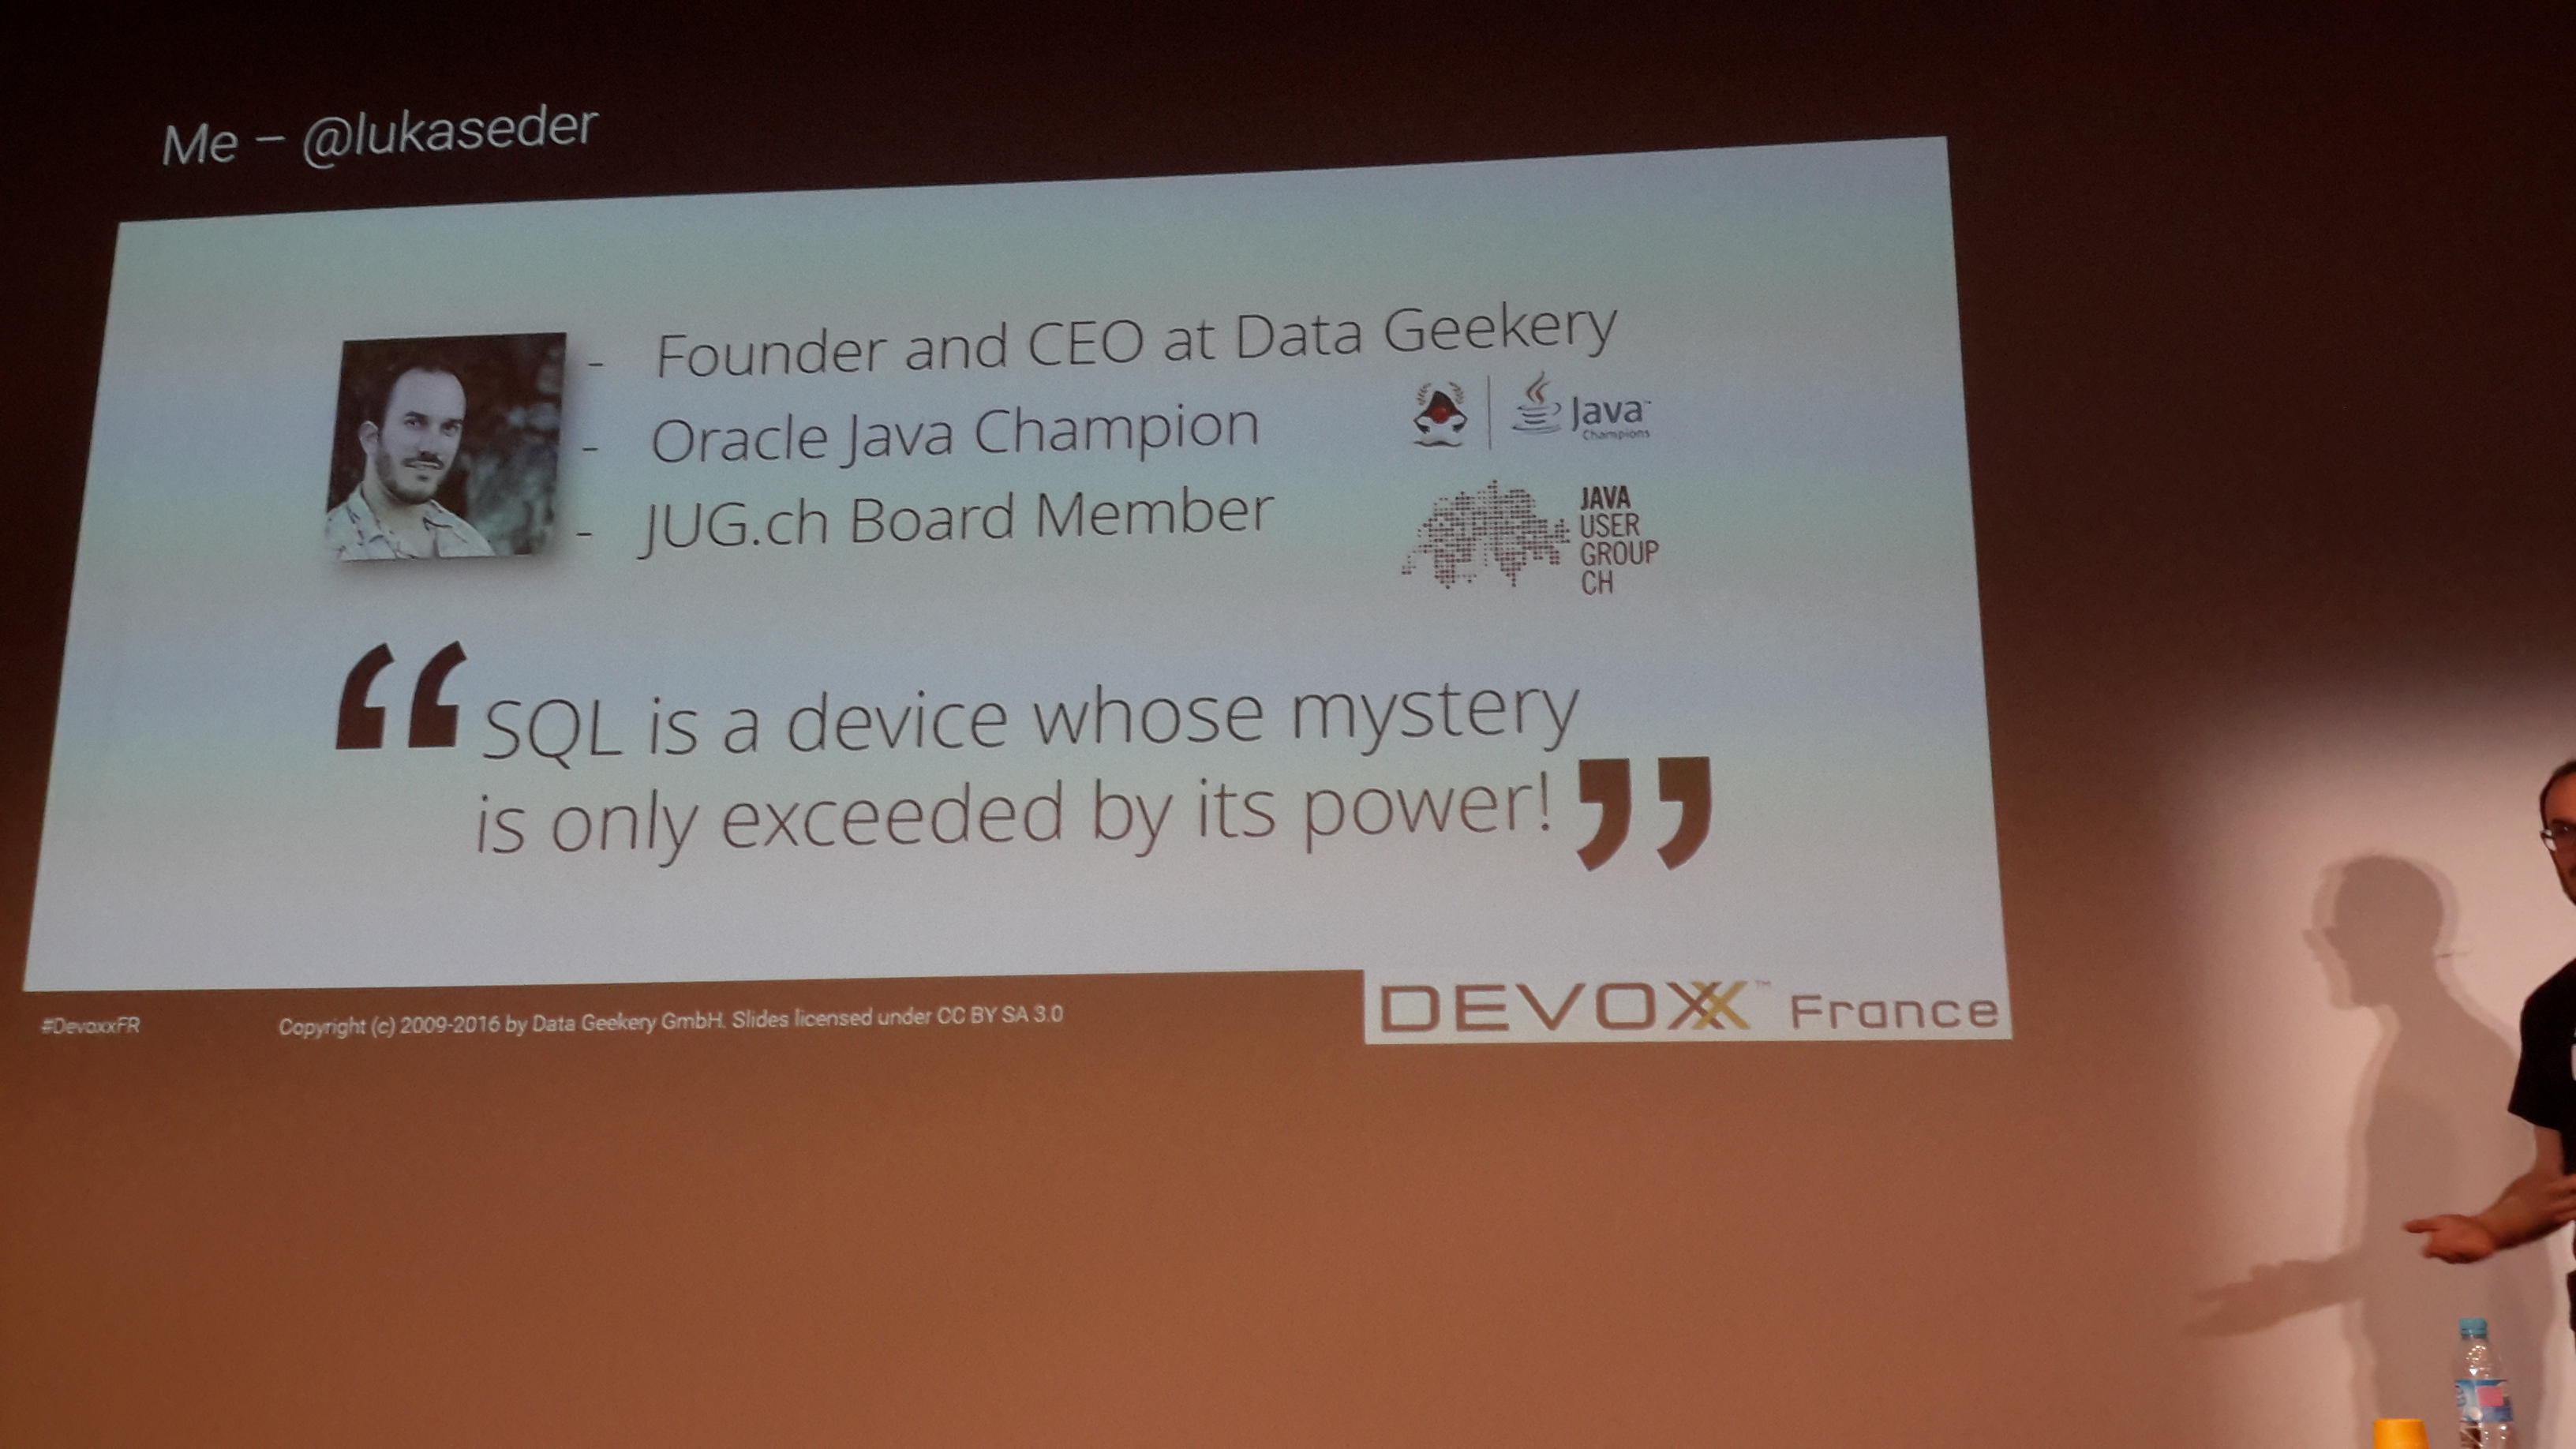 Me – @lukaseder
- Founder and CEO at Data Geekery
- Oracle Java Champion
Java™
Champions
- JUG.ch Board Member
JAVA
USER
GROUP
CH
“SQL is a device whose mystery
is only exceeded by its power!”
#DevoxxFR
Copyright (c) 2009-2016 by Data Geekery GmbH. Slides licensed under CC BY SA 3.0
DEVOXX™ France